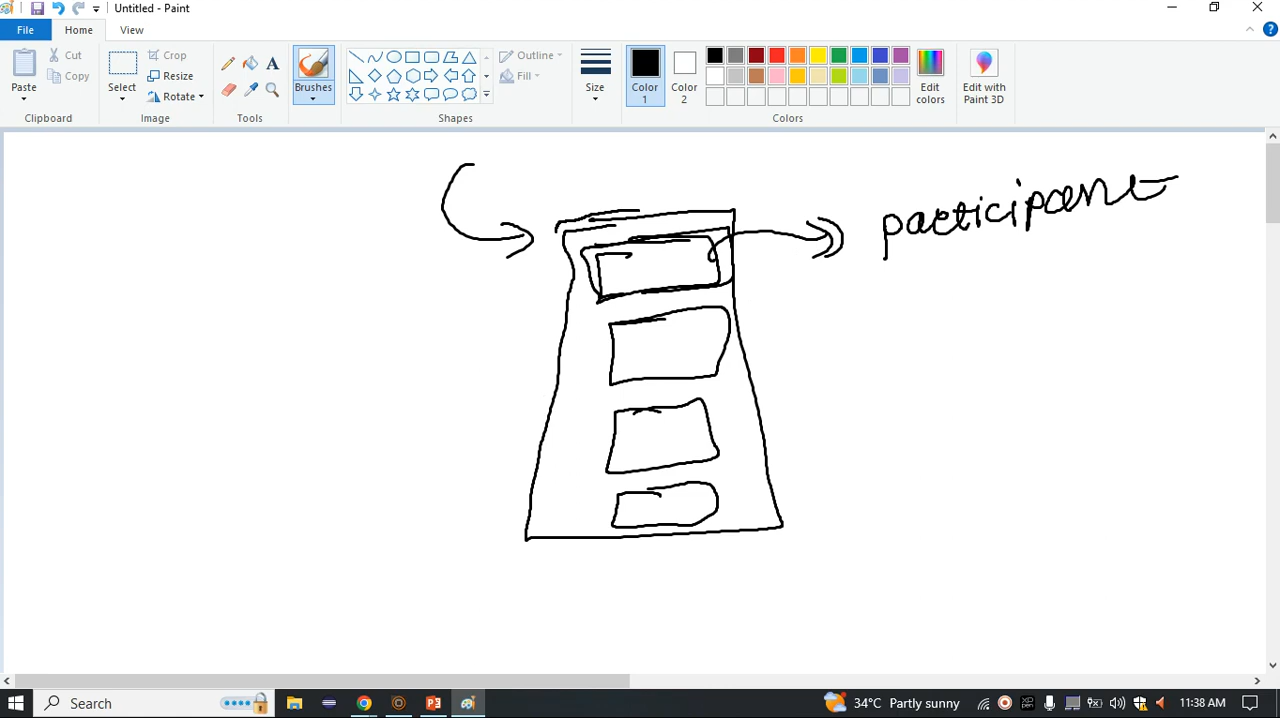 Untitled - Paint
File
Home
View
Paste
Cut
Copy
Clipboard
Select
Crop
Resize
Rotate
Image
A
Tools
Brushes
Outline
Fill
Shapes
Size
Color 1
Color 2
Edit colors
Colors
Edit with Paint 3D
participant
Search
34°C Partly sunny
11:38 AM